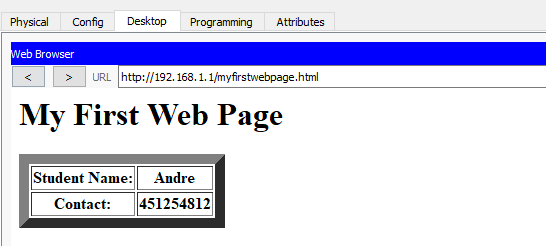 Physical Config Desktop Programming Attributes
Web Browser
< > URL http://192.168.1.1/myfirstwebpage.html
My First Web Page
Student Name: Andre
Contact: 451254812